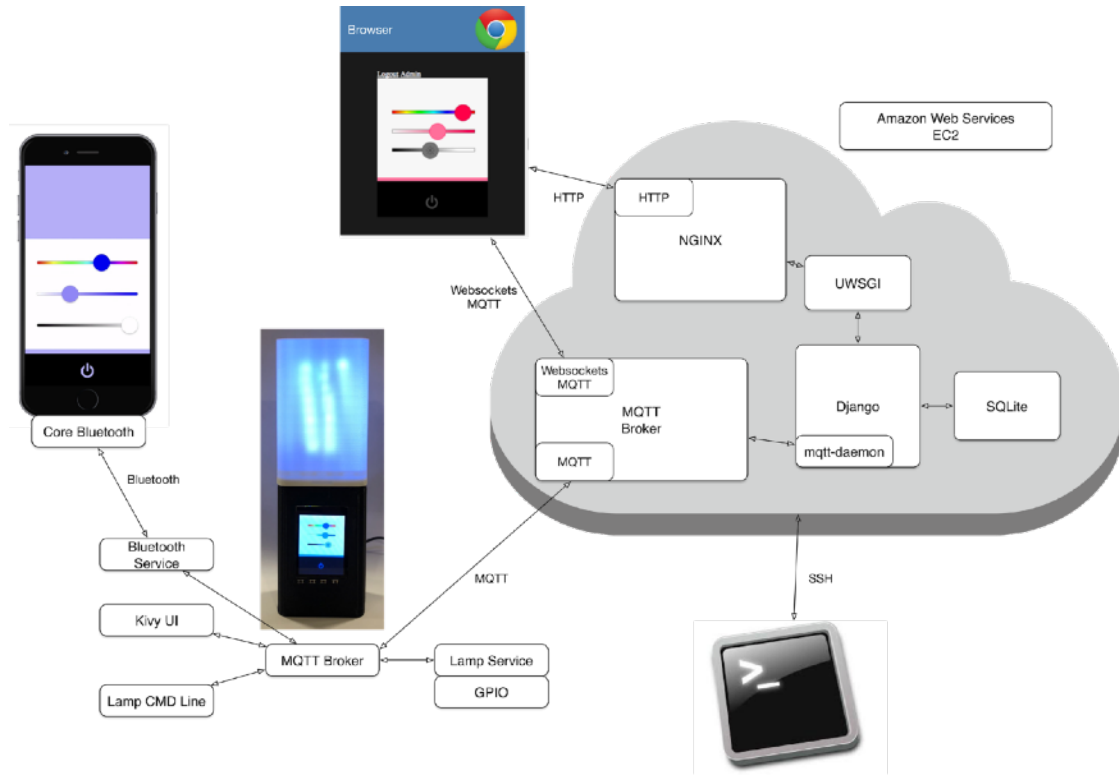 Browser
Logout Admin
Amazon Web Services
EC2
HTTP
HTTP
NGINX
UWSGI
Websockets
MQTT
Websockets
MQTT
MQTT
Broker
MQTT
Django
mqtt-daemon
SQLite
Core Bluetooth
Bluetooth
Bluetooth
Service
MQTT
SSH
Kivy UI
MQTT Broker
Lamp Service
GPIO
Lamp CMD Line
>_